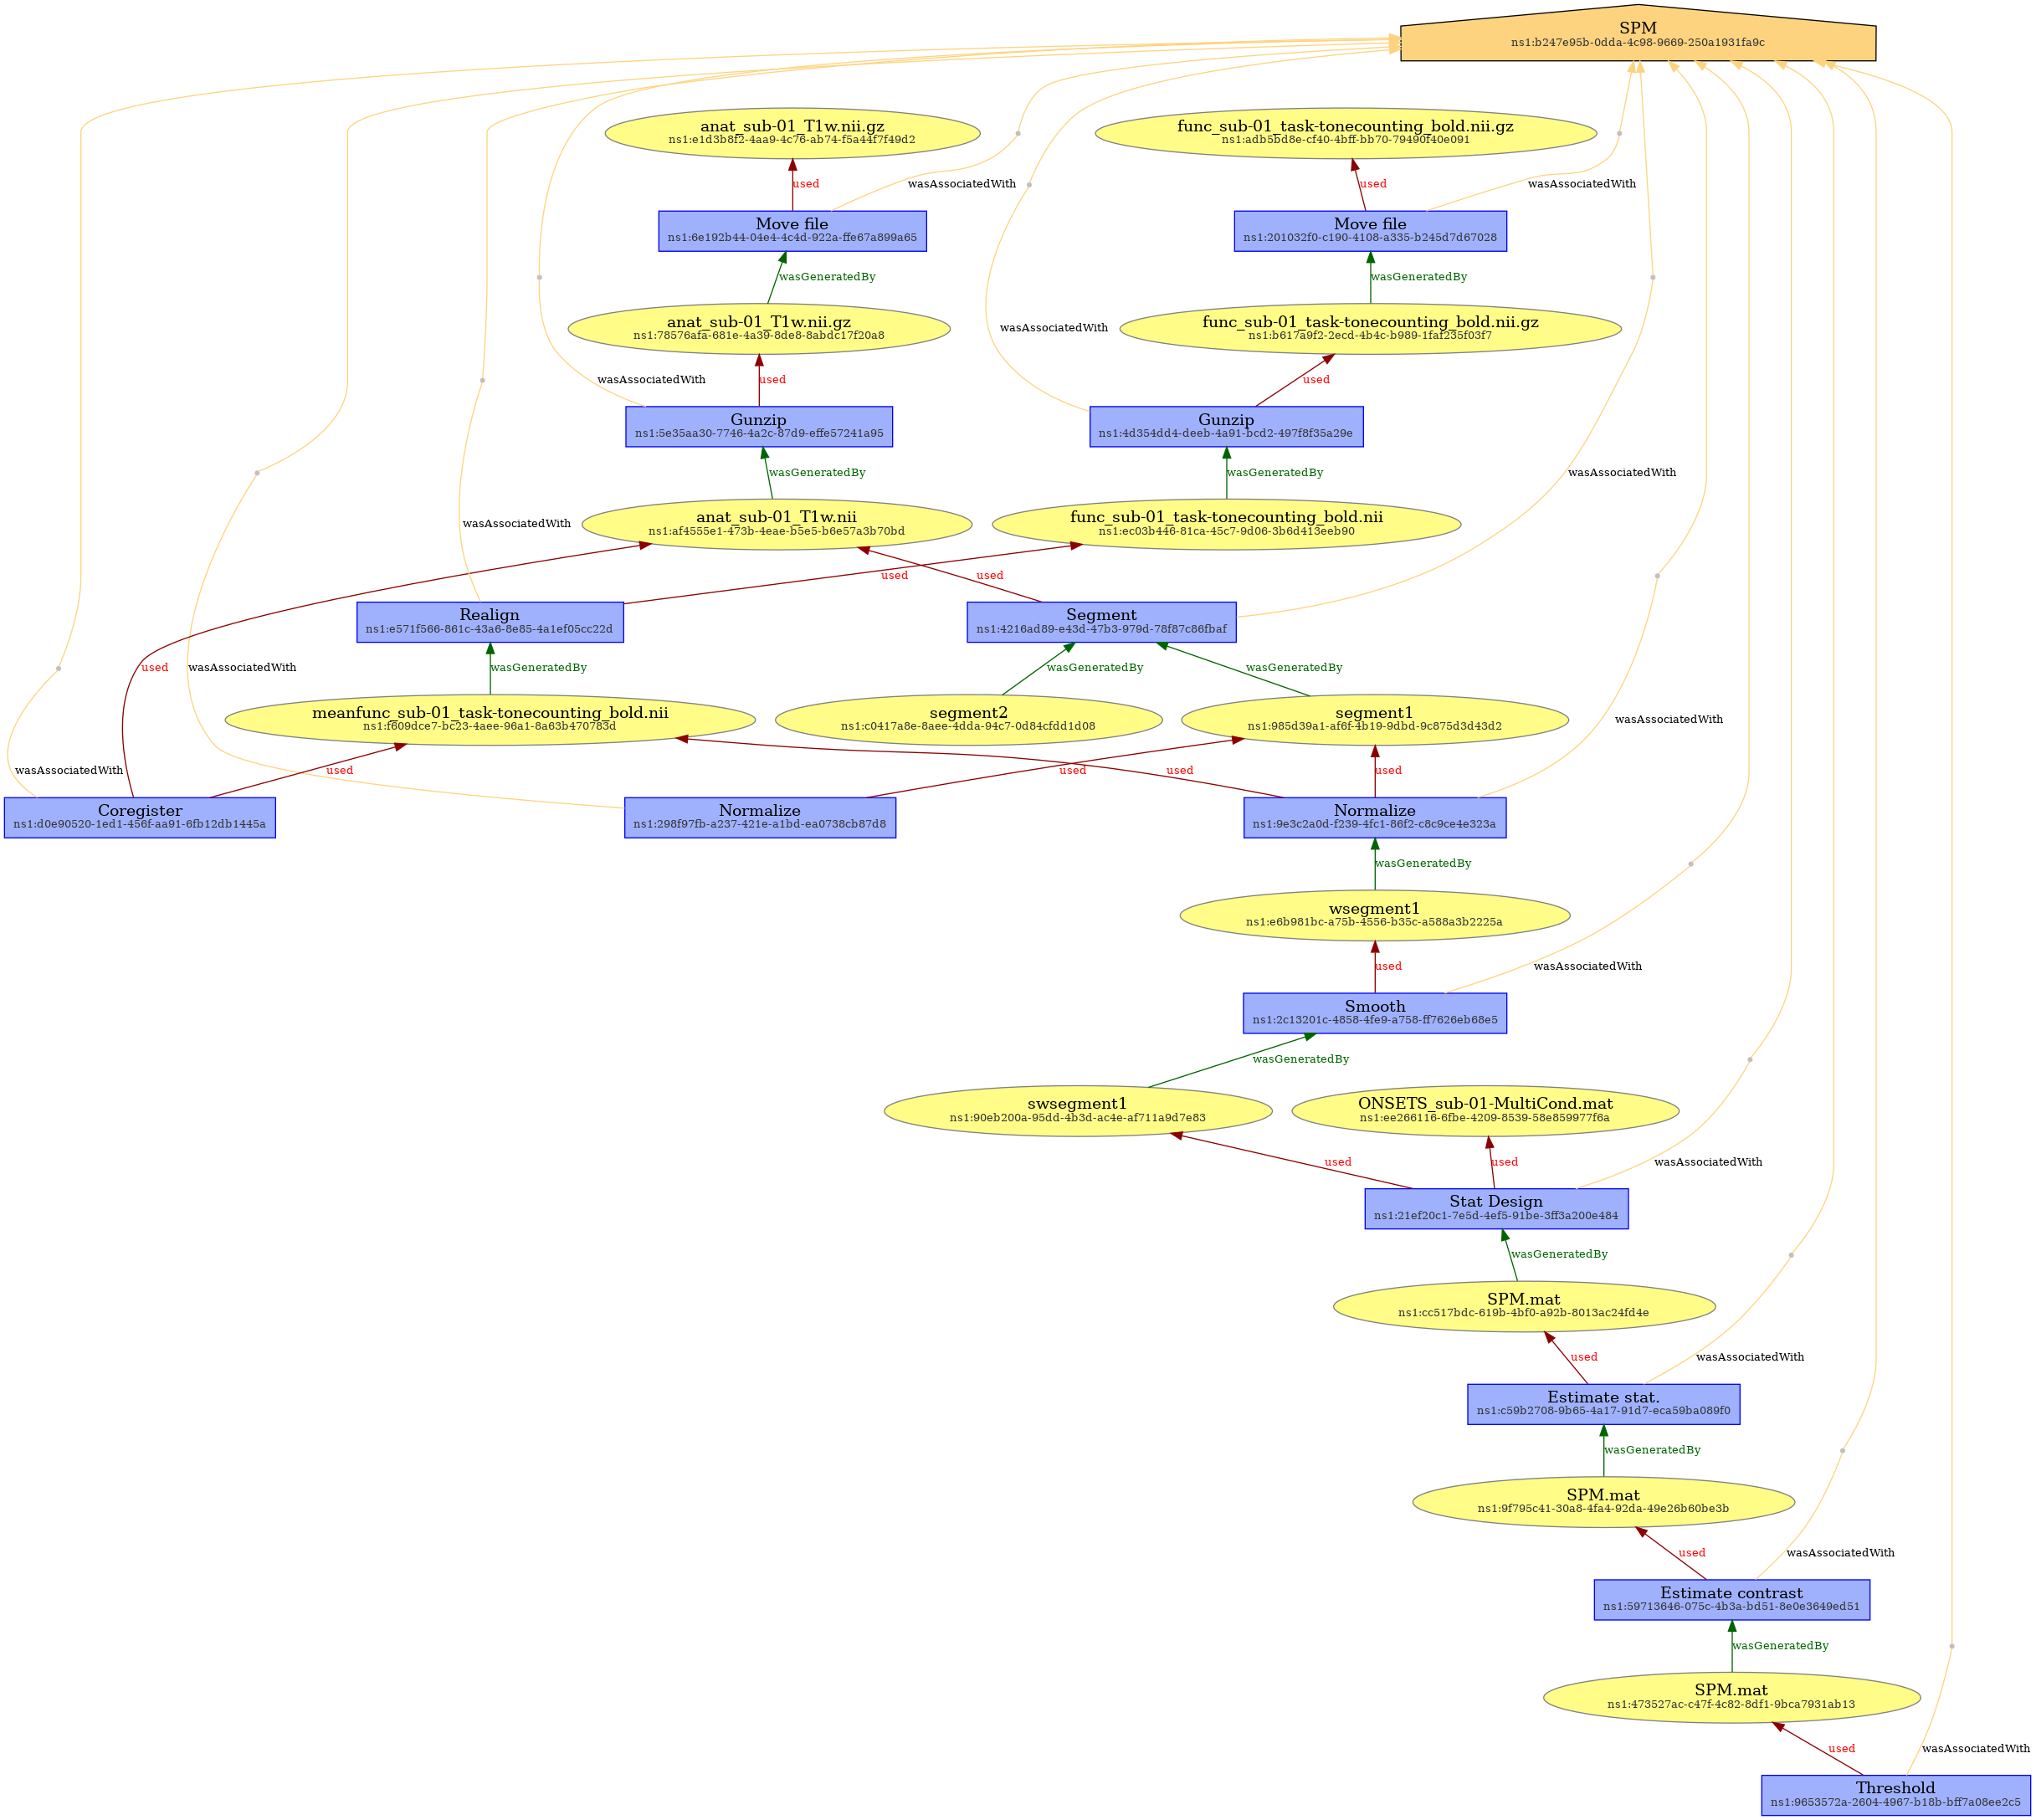 SPM
ns1:b247e95b-0dda-4c98-9669-250a1931fa9c
anat_sub-01_T1w.nii.gz
ns1:e1d3b8f2-4aa9-4c76-ab74-f5a44f7f49d2
func_sub-01_task-tonecounting_bold.nii.gz
ns1:adb5bd8e-cf40-4bff-bb70-79490f40e091
used
wasAssociatedWith
used
wasAssociatedWith
Move file
ns1:6e192b44-04e4-4c4d-922a-ffe67a899a65
Move file
ns1:201032f0-c190-4108-a335-b245d7d67028
wasGeneratedBy
wasGeneratedBy
anat_sub-01_T1w.nii.gz
ns1:78576afa-681e-4a39-8de8-8abdc17f20a8
wasAssociatedWith
func_sub-01_task-tonecounting_bold.nii.gz
ns1:b617a9f2-2ecd-4b4c-b989-1faf235f03f7
wasAssociatedWith
used
used
Gunzip
ns1:5e35aa30-7746-4a2c-87d9-effe57241a95
Gunzip
ns1:4d354dd4-deeb-4a91-bcd2-497f8f35a29e
wasGeneratedBy
wasGeneratedBy
wasAssociatedWith
wasAssociatedWith
anat_sub-01_T1w.nii
ns1:af4555e1-473b-4eae-b5e5-b6e57a3b70bd
func_sub-01_task-tonecounting_bold.nii
ns1:ec03b446-81ca-45c7-9d06-3b6d413eeb90
used
used
Realign
ns1:e571f566-861c-43a6-8e85-4a1ef05cc22d
Segment
ns1:4216ad89-e43d-47b3-979d-78f87c86fbaf
used
wasAssociatedWith
wasGeneratedBy
wasGeneratedBy
wasGeneratedBy
meanfunc_sub-01_task-tonecounting_bold.nii
ns1:f609dce7-bc23-4aee-96a1-8a63b470783d
segment2
ns1:c0417a8e-8aee-4dda-94c7-0d84cfdd1d08
segment1
ns1:985d39a1-af6f-4b19-9dbd-9c875d3d43d2
wasAssociatedWith
wasAssociatedWith
used
used
used
used
Coregister
ns1:d0e90520-1ed1-456f-aa91-6fb12db1445a
Normalize
ns1:298f97fb-a237-421e-a1bd-ea0738cb87d8
Normalize
ns1:9e3c2a0d-f239-4fc1-86f2-c8c9ce4e323a
wasGeneratedBy
wsegment1
ns1:e6b981bc-a75b-4556-b35c-a588a3b2225a
used
wasAssociatedWith
Smooth
ns1:2c13201c-4858-4fe9-a758-ff7626eb68e5
wasGeneratedBy
swsegment1
ns1:90eb200a-95dd-4b3d-ac4e-af711a9d7e83
ONSETS_sub-01-MultiCond.mat
ns1:ee266116-6fbe-4209-8539-58e859977f6a
used
used
wasAssociatedWith
Stat Design
ns1:21ef20c1-7e5d-4ef5-91be-3ff3a200e484
wasGeneratedBy
SPM.mat
ns1:cc517bdc-619b-4bf0-a92b-8013ac24fd4e
used
wasAssociatedWith
Estimate stat.
ns1:c59b2708-9b65-4a17-91d7-eca59ba089f0
wasGeneratedBy
SPM.mat
ns1:9f795c41-30a8-4fa4-92da-49e26b60be3b
used
wasAssociatedWith
Estimate contrast
ns1:59713646-075c-4b3a-bd51-8e0e3649ed51
wasGeneratedBy
SPM.mat
ns1:473527ac-c47f-4c82-8df1-9bca7931ab13
used
wasAssociatedWith
Threshold
ns1:9653572a-2604-4967-b18b-bff7a08ee2c5